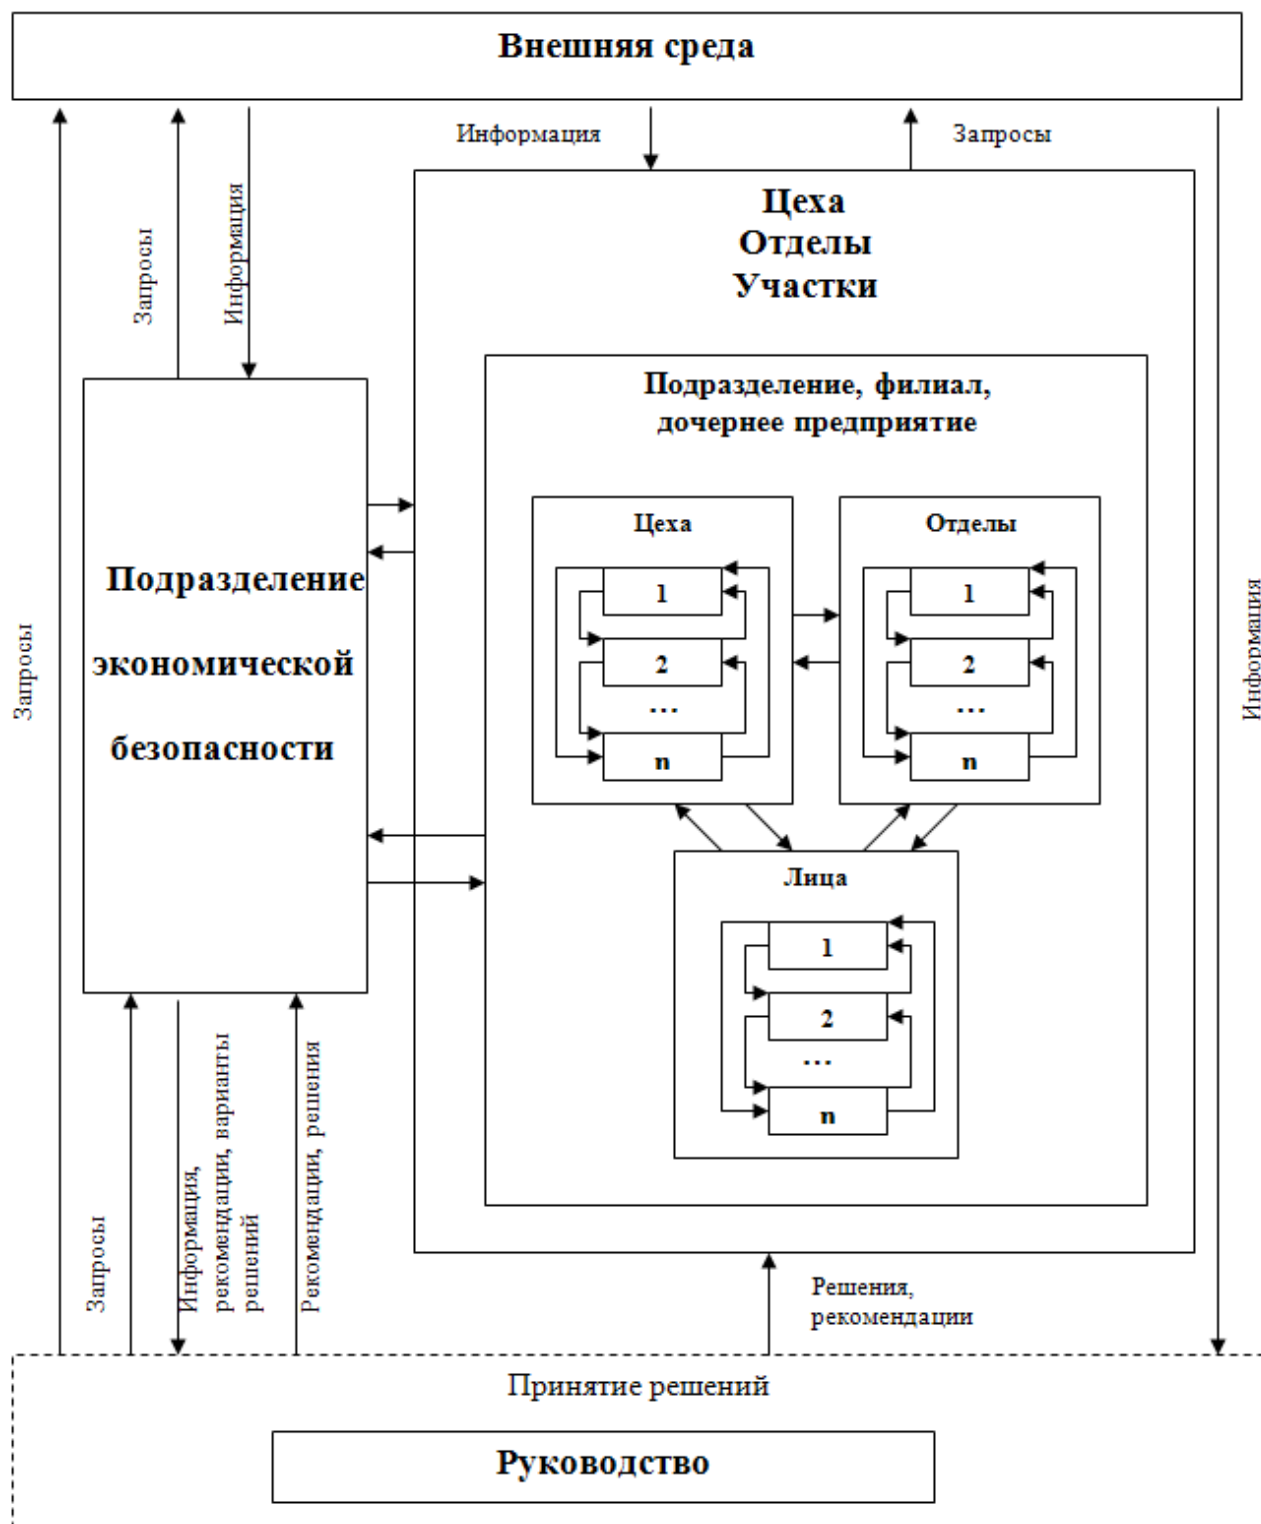 Внешняя среда
Информация
Запросы
Запросы
Информация
Цеха
Отделы
Участки
Подразделение, филиал,
дочернее предприятие
Цеха
1
2
...
n
Отделы
1
2
...
n
Лица
1
2
...
n
Подразделение
экономической
безопасности
Запросы
Информация
Запросы
Информация,
рекомендации, варианты
решений
Рекомендации, решения
Решения,
рекомендации
Принятие решений
Руководство